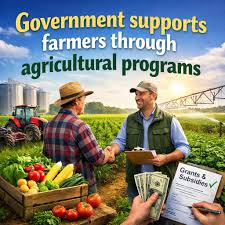 Government supports
farmers through
agricultural programs
Grants &
Subsidies